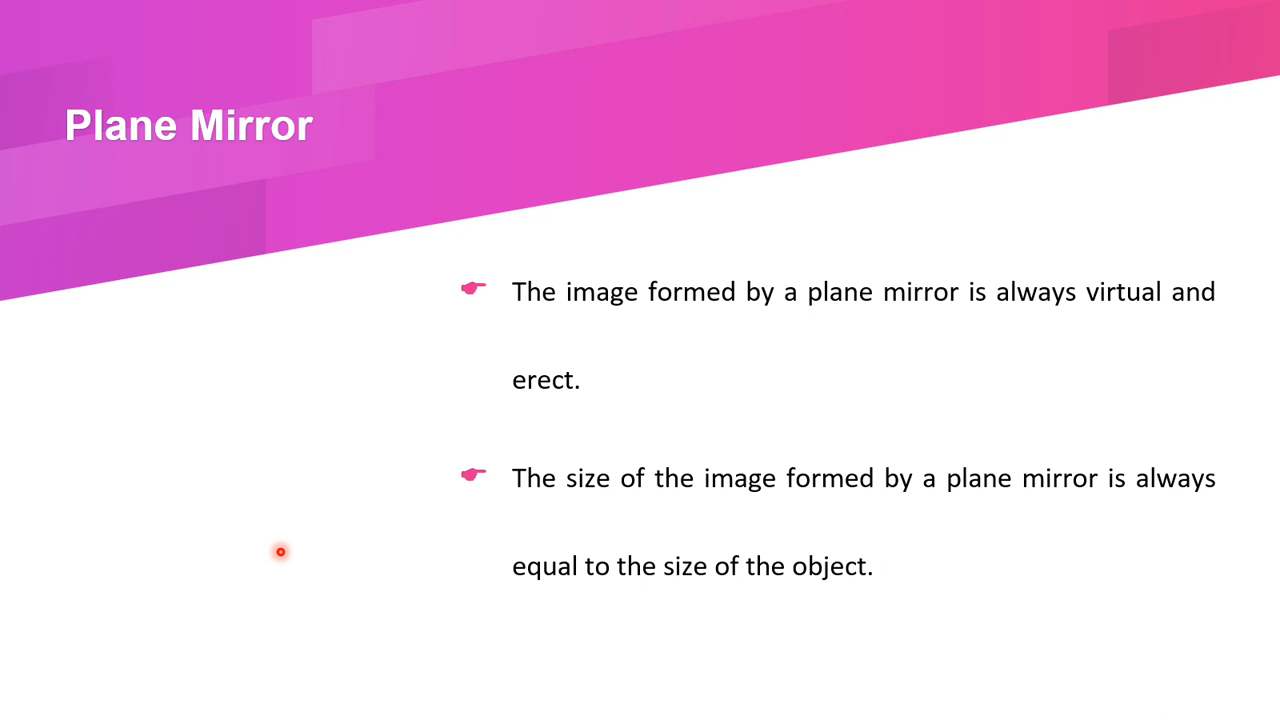 Plane Mirror
The image formed by a plane mirror is always virtual and
erect.
The size of the image formed by a plane mirror is always
equal to the size of the object.